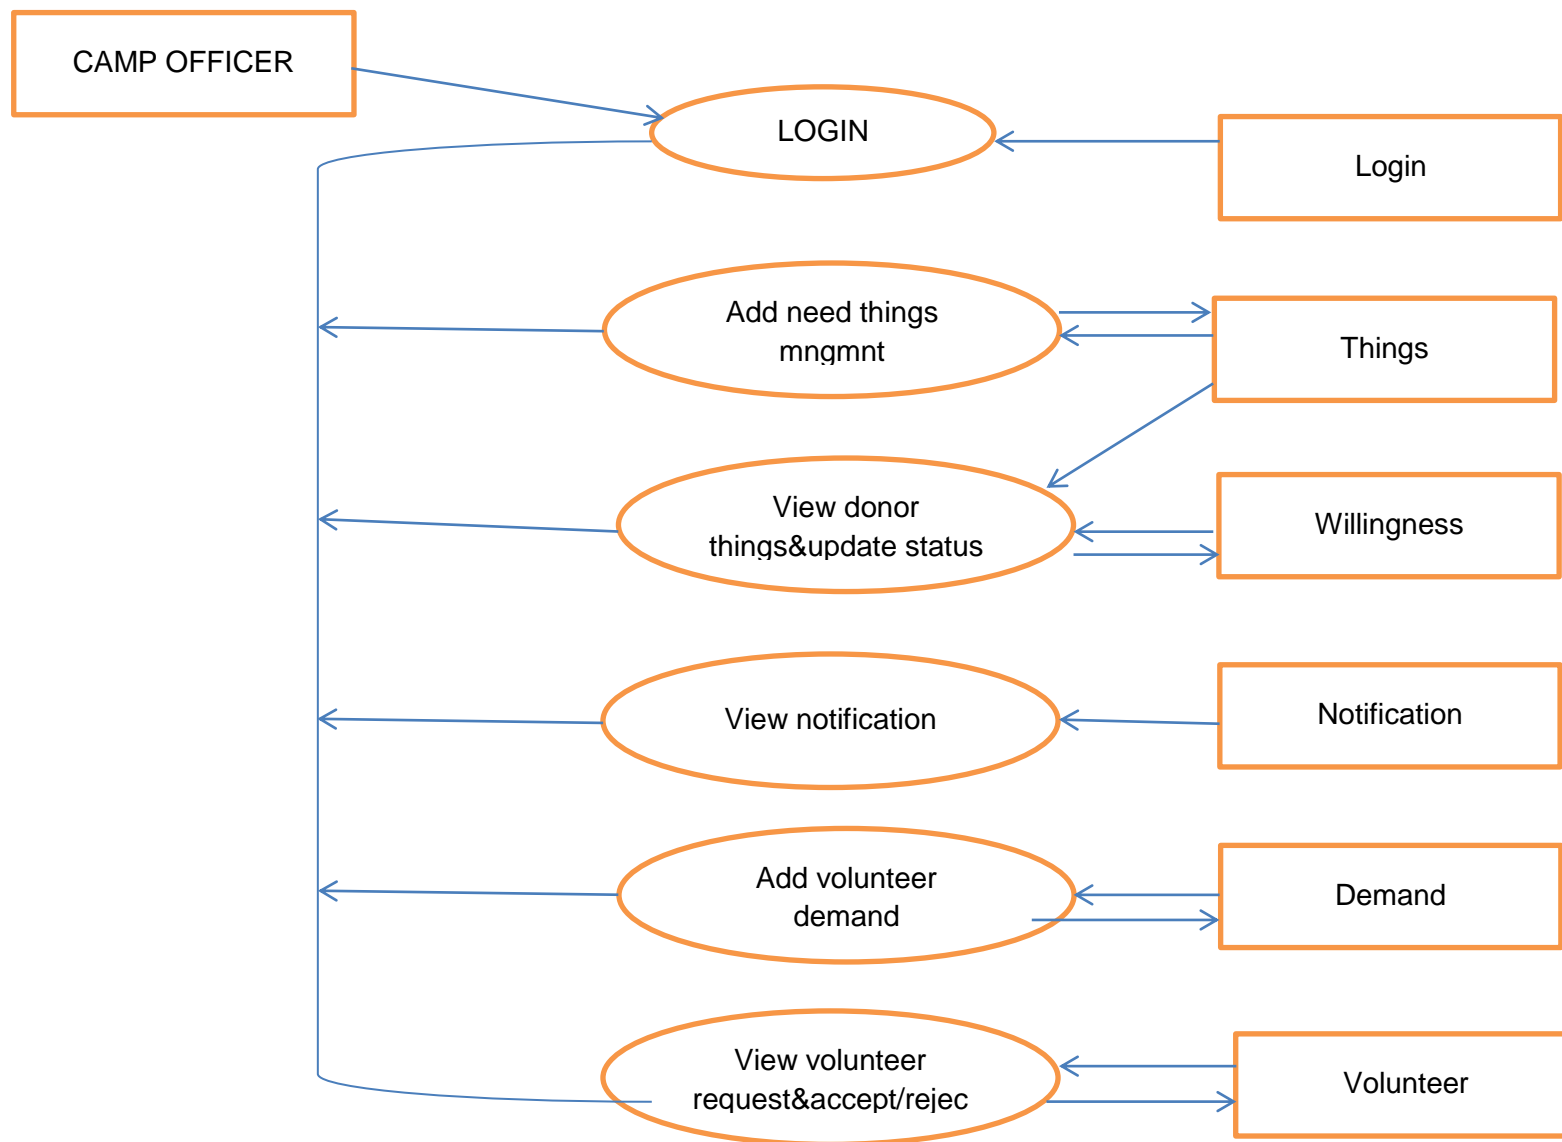 CAMP OFFICER
LOGIN
Login
Add need things
mngmnt
Things
View donor
things&update status
Willingness
View notification
Notification
Add volunteer
demand
Demand
View volunteer
request&accept/rejec
Volunteer